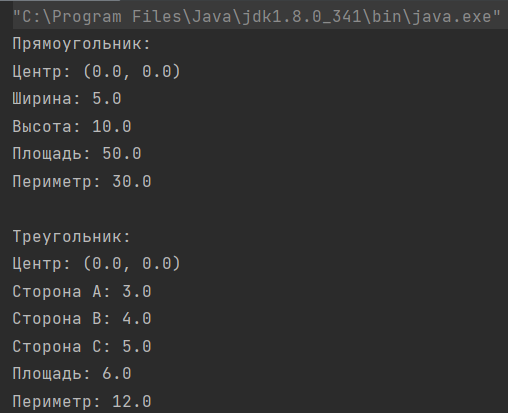 "C:\Program Files\Java\jdk1.8.0_341\bin\java.exe"
Прямоугольник:
Центр: (0.0, 0.0)
Ширина: 5.0
Высота: 10.0
Площадь: 50.0
Периметр: 30.0

Треугольник:
Центр: (0.0, 0.0)
Сторона A: 3.0
Сторона B: 4.0
Сторона C: 5.0
Площадь: 6.0
Периметр: 12.0